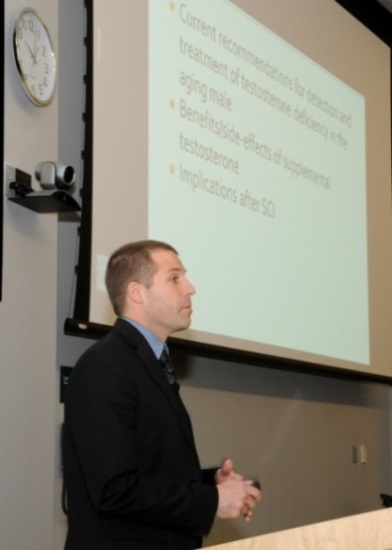 Current recommendations for detection and
treatment of testosterone deficiency in the
aging male
Benefits/side-effects of supplemental
testosterone
Implications after SCI